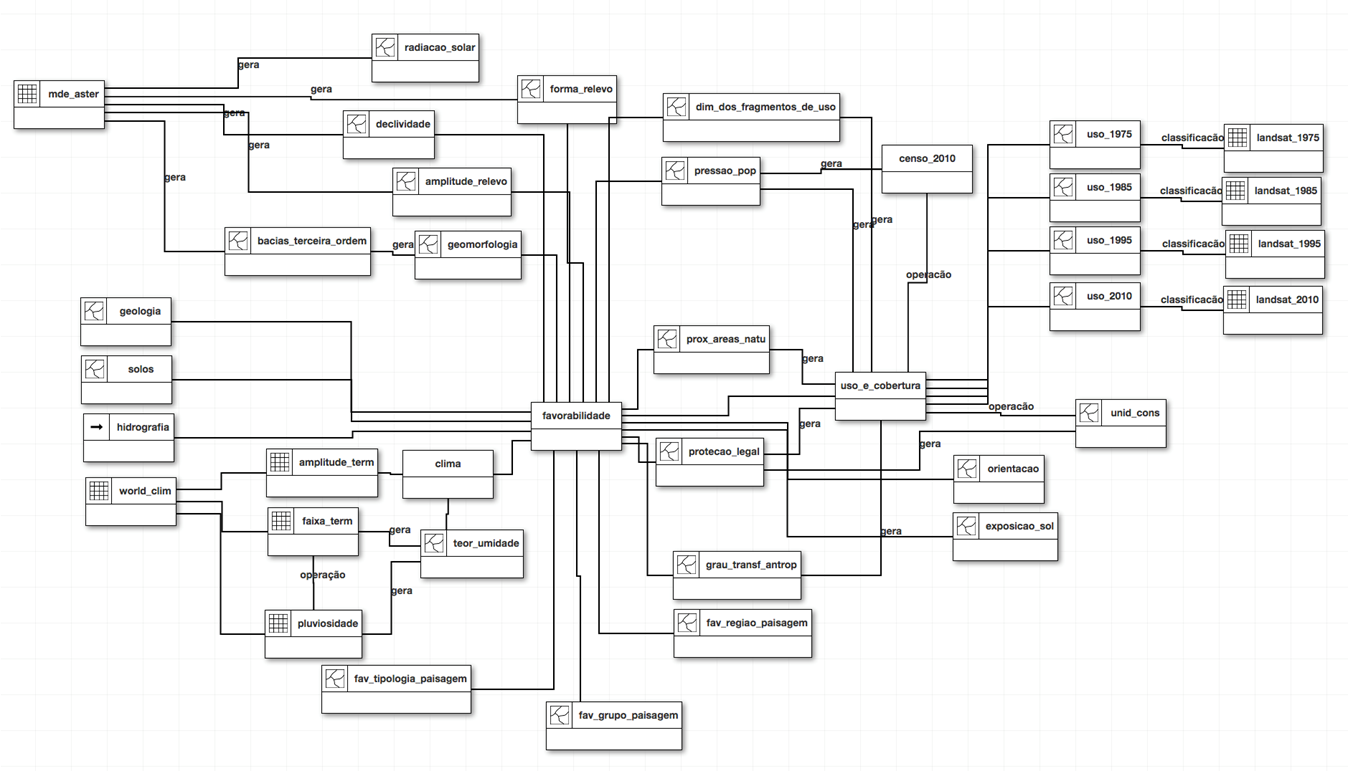 radiacao_solar
gera
mde_aster
gera
forma_relevo
dim_dos_fragmentos_de_uso
gera
declividade
gera
uso_1975
classificacão
landsat_1975
censo_2010
gera
pressao_pop
gera
amplitude_relevo
uso_1985
classificacão
landsat_1985
gera
gera
bacias_terceira_ordem
gera
geomorfologia
uso_1995
classificacão
landsat_1995
operacão
uso_2010
classificacão
landsat_2010
geologia
prox_areas_natu
gera
solos
uso_e_cobertura
favorabilidade
operacão
unid_cons
hidrografia
gera
gera
protecao_legal
amplitude_term
clima
orientacao
world_clim
faixa_term
gera
teor_umidade
gera
exposicao_sol
operação
grau_transf_antrop
gera
pluviosidade
fav_regiao_paisagem
fav_tipologia_paisagem
fav_grupo_paisagem